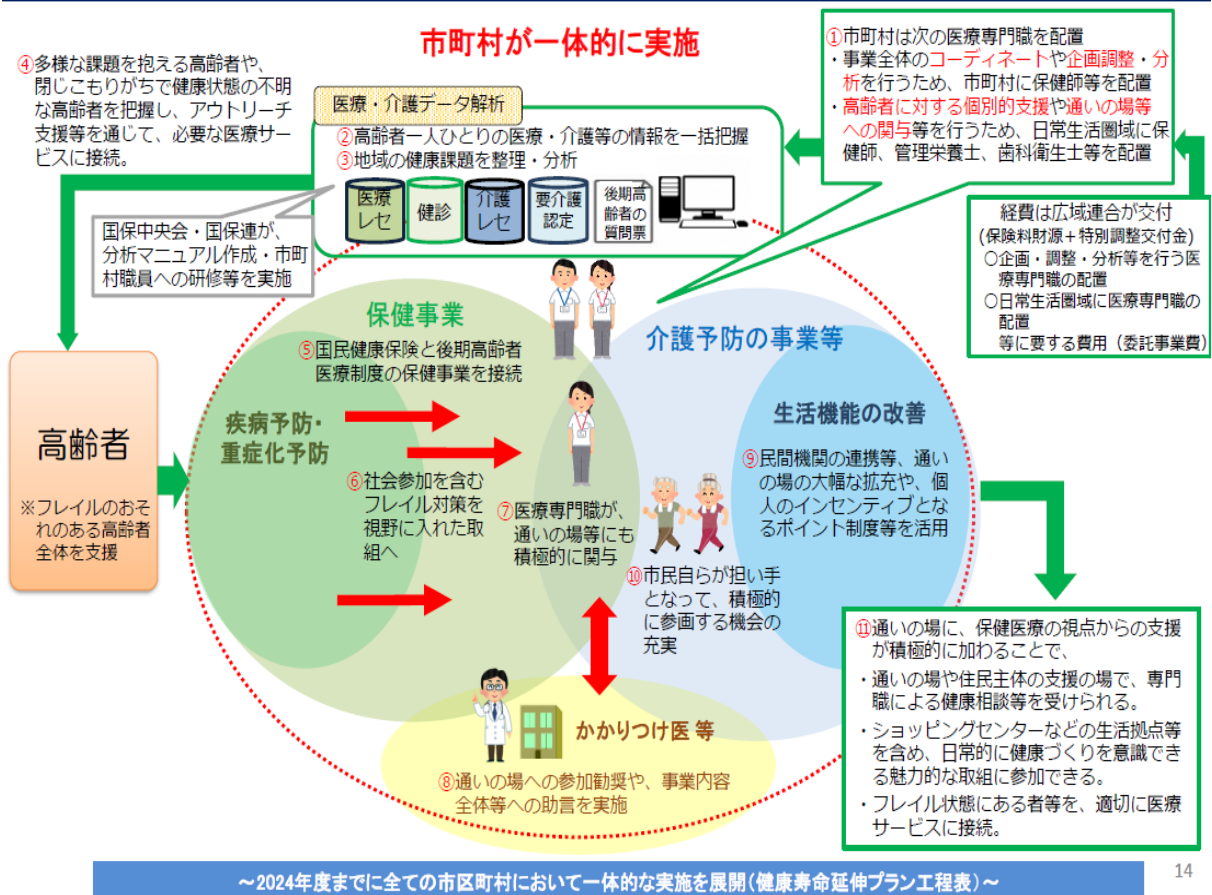 市町村が一体的に実施
①市町村は次の医療専門職を配置
・事業全体のコーディネートや企画調整・分
析を行うため、市町村に保健師等を配置
・高齢者に対する個別的支援や通いの場等
への関与等を行うため、日常生活圏域に保
健師、管理栄養士、歯科衛生士等を配置
経費は広域連合が交付
(保険料財源+特別調整交付金)
〇企画・調整・分析等を行う医
療専門職の配置
〇日常生活圏域に医療専門職の
配置
等に要する費用(委託事業費)
医療・介護データ解析
②高齢者一人ひとりの医療・介護等の情報を一括把握
③地域の健康課題を整理・分析
医療
レセ
健診
介護
レセ
要介護
認定
後期高
齢者の
質問票
国保中央会・国保連が、
分析マニュアル作成・市町
村職員への研修等を実施
④多様な課題を抱える高齢者や、
閉じこもりがちで健康状態の不明
な高齢者を把握し、アウトリーチ
支援等を通じて、必要な医療サー
ビスに接続。
高齢者
※フレイルのおそ
れのある高齢者
全体を支援
保健事業
⑤国民健康保険と後期高齢者
医療制度の保健事業を接続
疾病予防・
重症化予防
⑥社会参加を含む
フレイル対策を
視野に入れた取
組へ
⑦医療専門職が、
通いの場等にも
積極的に関与
介護予防の事業等
生活機能の改善
⑨民間機関の連携等、通い
の場の大幅な拡充や、個
人のインセンティブとな
るポイント制度等を活用
⑩市民自らが担い手
となって、積極的
に参画する機会の
充実
かかりつけ医 等
⑧通いの場への参加勧奨や、事業内容
全体等への助言を実施
⑪通いの場に、保健医療の視点からの支援
が積極的に加わることで、
・通いの場や住民主体の支援の場で、専門
職による健康相談等を受けられる。
・ショッピングセンターなどの生活拠点等
を含め、日常的に健康づくりを意識でき
る魅力的な取組に参加できる。
・フレイル状態にある者等を、適切に医療
サービスに接続。
~2024年度までに全ての市区町村において一体的な実施を展開(健康寿命延伸プラン工程表)~
14